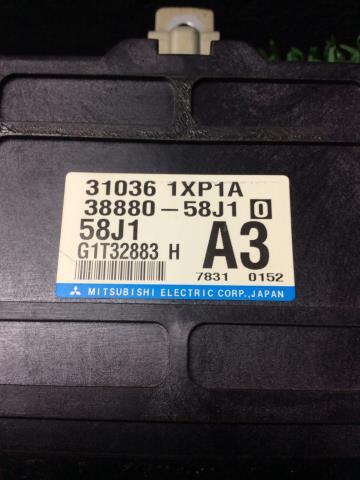 31036 1XP1A
38880-58J1 0
58J1
G1T32883 H
A3
7831 0152
MITSUBISHI ELECTRIC CORP., JAPAN